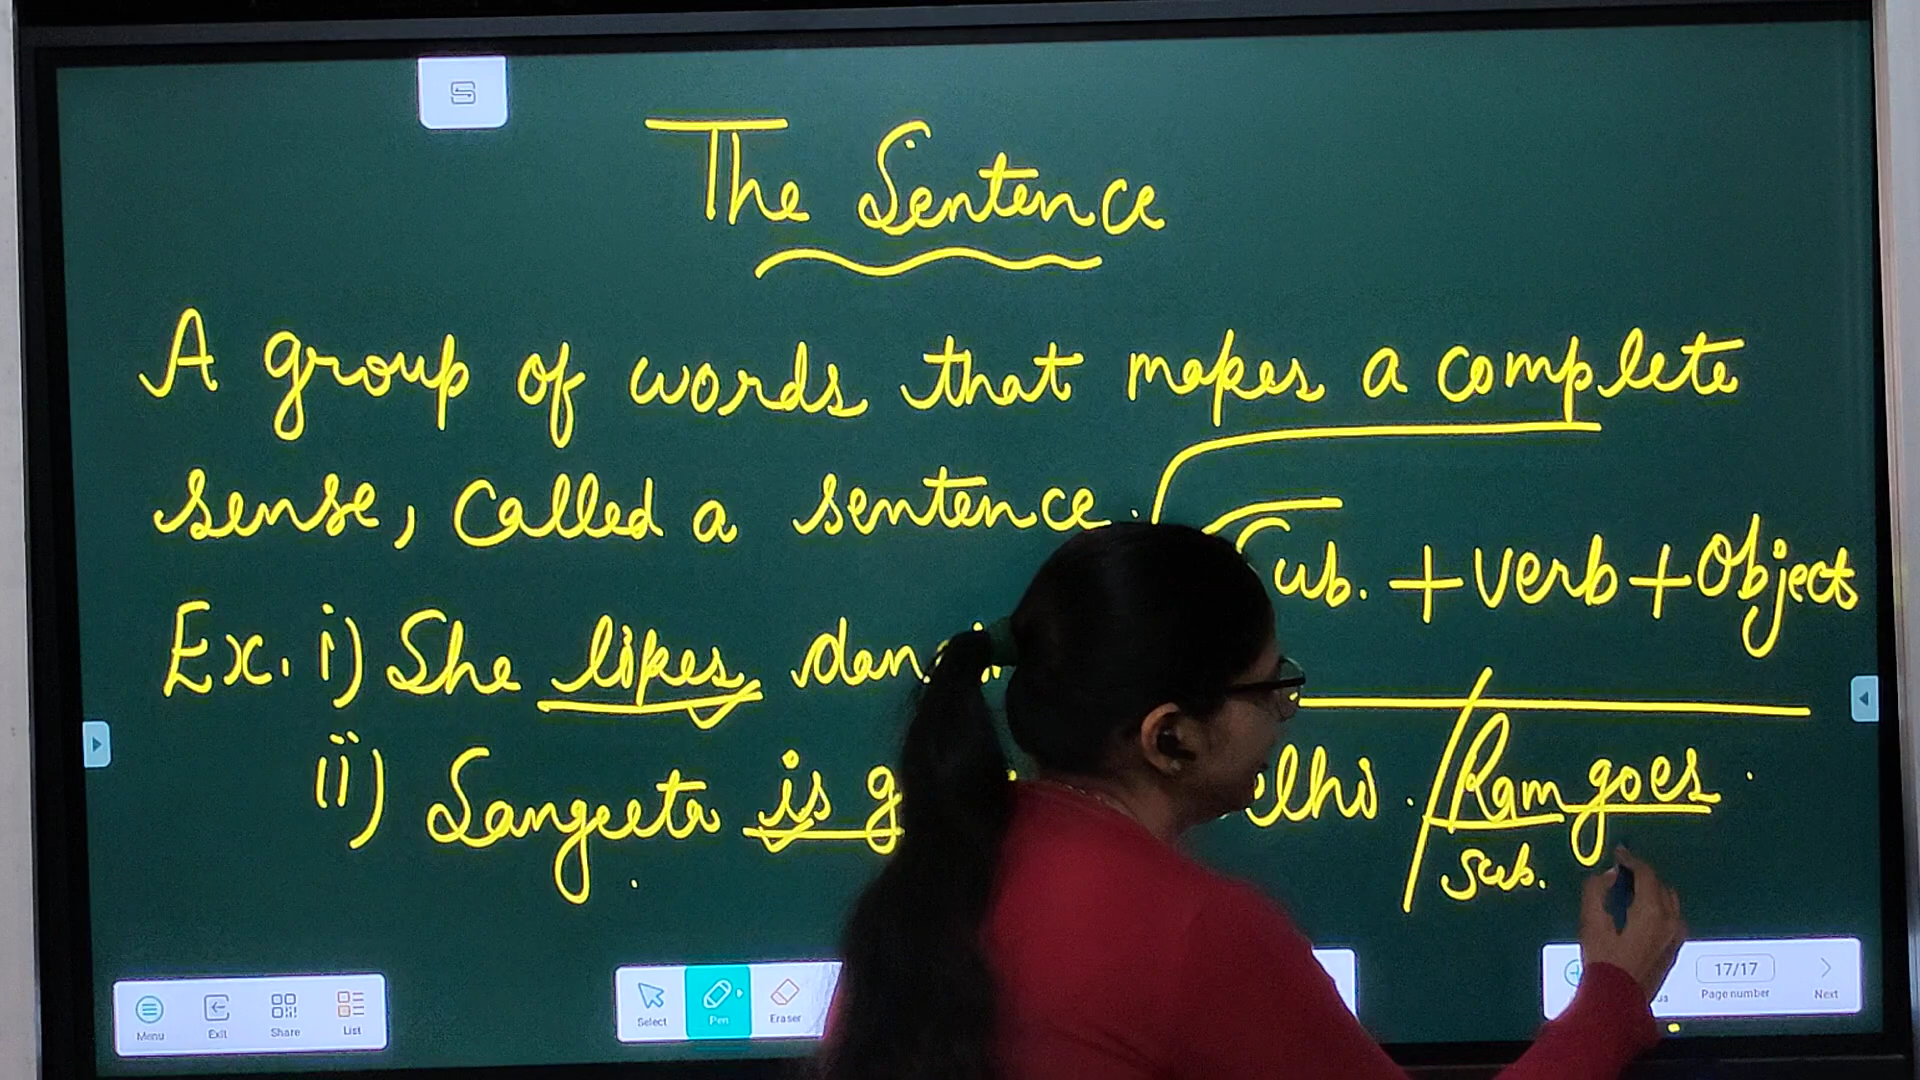 The Sentence
A group of words that makes a complete
sense, called a sentence.
ub. + verb + Object
Ex. i) She likes
ii) Sangeeta is
Ram goes.
Sub.
Menu Exit Share List
Select Pen Eraser
17/17
Page number Next